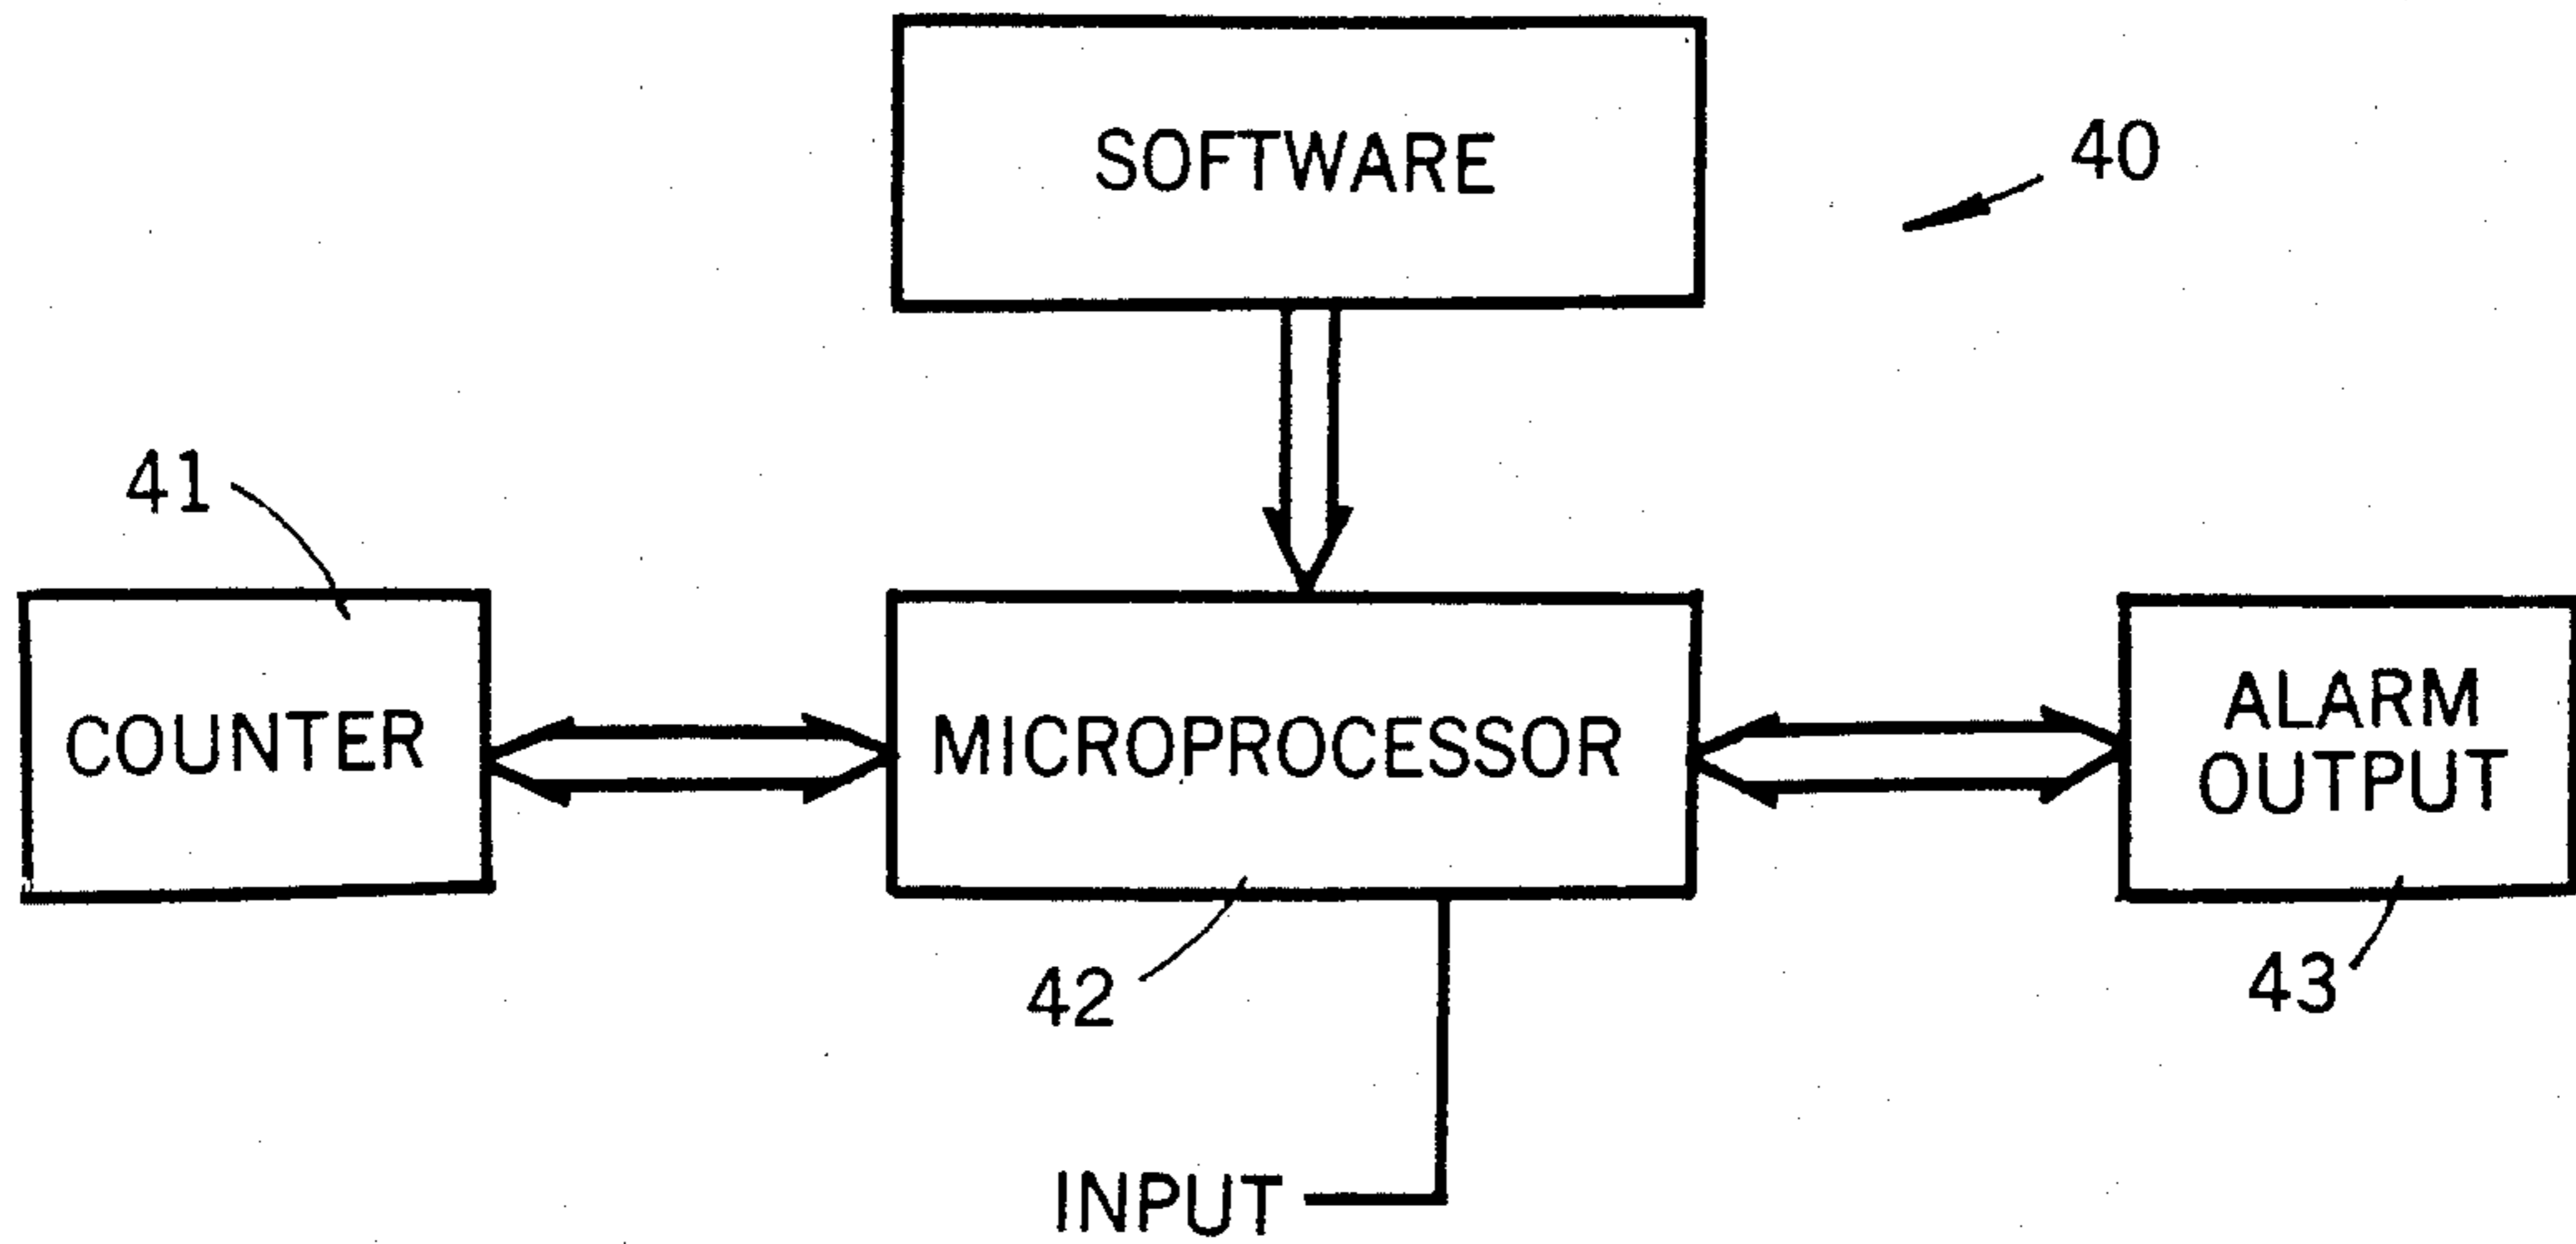 SOFTWARE
40
41
COUNTER
MICROPROCESSOR
ALARM
OUTPUT
42
43
INPUT